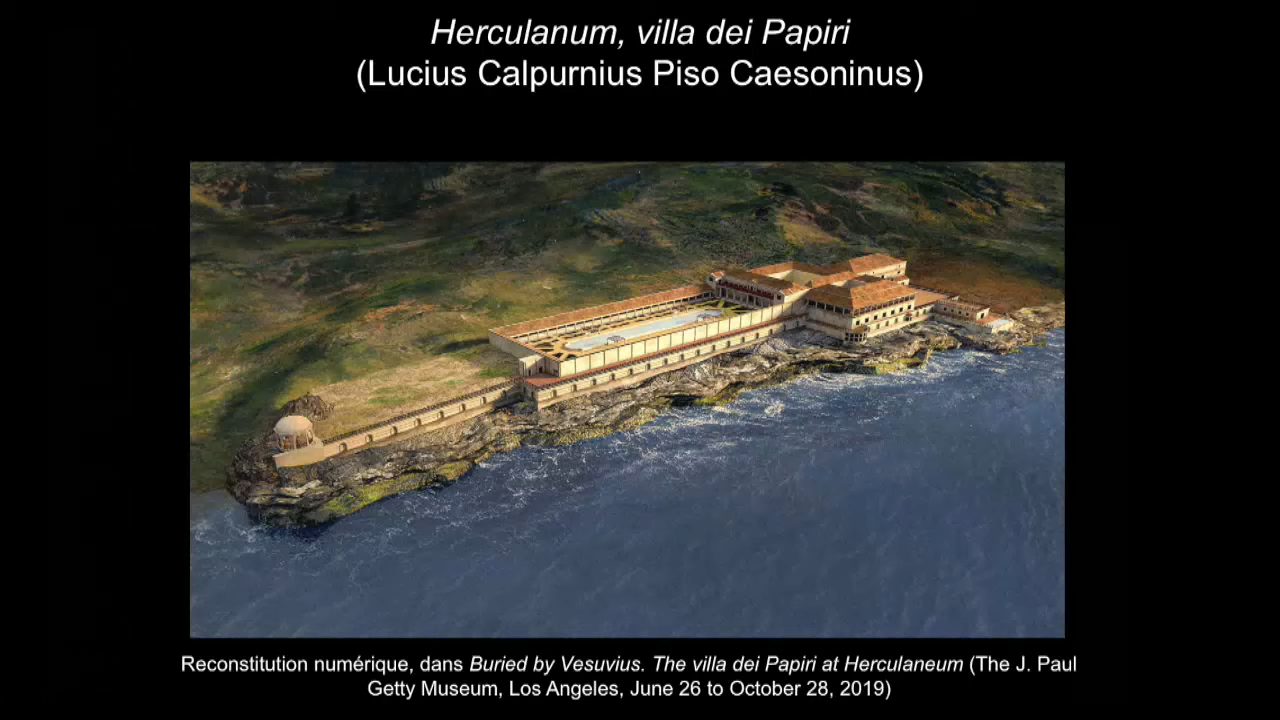 Herculanum, villa dei Papiri
(Lucius Calpurnius Piso Caesoninus)
Reconstitution numérique, dans Buried by Vesuvius. The villa dei Papiri at Herculaneum (The J. Paul
Getty Museum, Los Angeles, June 26 to October 28, 2019)